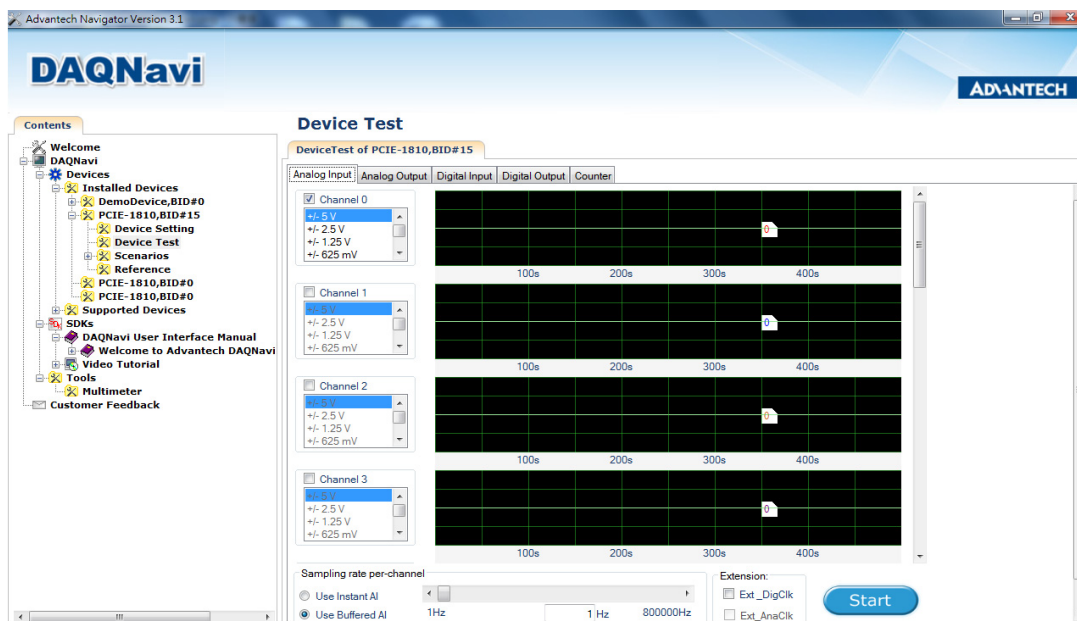 Advantech Navigator Version 3.1
DAQNavi
ADVANTECH
Contents
Welcome
DAQNavi
Devices
Installed Devices
DemoDevice,BID#0
PCIE-1810,BID#15
Device Setting
Device Test
Scenarios
Reference
PCIE-1810,BID#0
PCIE-1810,BID#0
Supported Devices
SDKs
DAQNavi User Interface Manual
Welcome to Advantech DAQNavi
Video Tutorial
Tools
Multimeter
Customer Feedback
Device Test
DeviceTest of PCIE-1810,BID#15
Analog Input Analog Output Digital Input Digital Output Counter
Channel 0
+/- 5 V
+/- 2.5 V
+/- 1.25 V
+/- 625 mV
0
100s 200s 300s 400s
Channel 1
+/- 5 V
+/- 2.5 V
+/- 1.25 V
+/- 625 mV
0
100s 200s 300s 400s
Channel 2
+/- 5 V
+/- 2.5 V
+/- 1.25 V
+/- 625 mV
0
100s 200s 300s 400s
Channel 3
+/- 5 V
+/- 2.5 V
+/- 1.25 V
+/- 625 mV
0
100s 200s 300s 400s
Sampling rate per-channel
Use Instant AI
Use Buffered AI
1Hz 1 Hz 800000Hz
Extension:
Ext _DigClk
Ext_AnaClk
Start